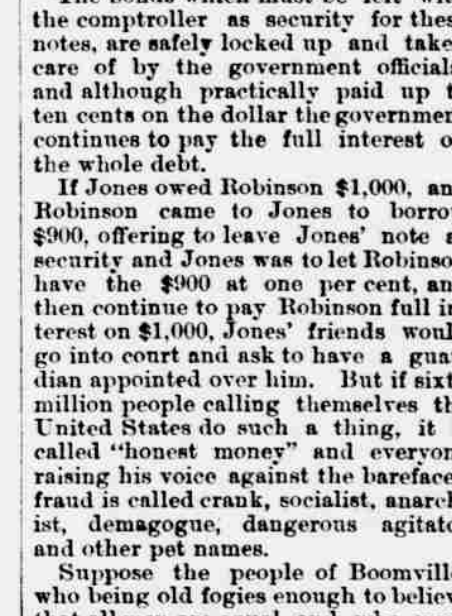 the comptroller as security for thes
notes, are safely locked up and take
care of by the government officials
and although practically paid up t
ten cents on the dollar the governmen
continues to pay the full interest o
the whole debt.
If Jones owed Robinson $1,000, an
Robinson came to Jones to borro
$900, offering to leave Jones' note a
security and Jones was to let Robinso
have the $900 at one per cent, an
then continue to pay Robinson full in
terest on $1,000, Jones' friends woul
go into court and ask to have a guar
dian appointed over him. But if sixt
million people calling themselves th
United States do such a thing, it i
called "honest money" and everyon
raising his voice against the bareface
fraud is called crank, socialist, anarch
ist, demagogue, dangerous agitato
and other pet names.
Suppose the people of Boomvill
who being old fogies enough to believ